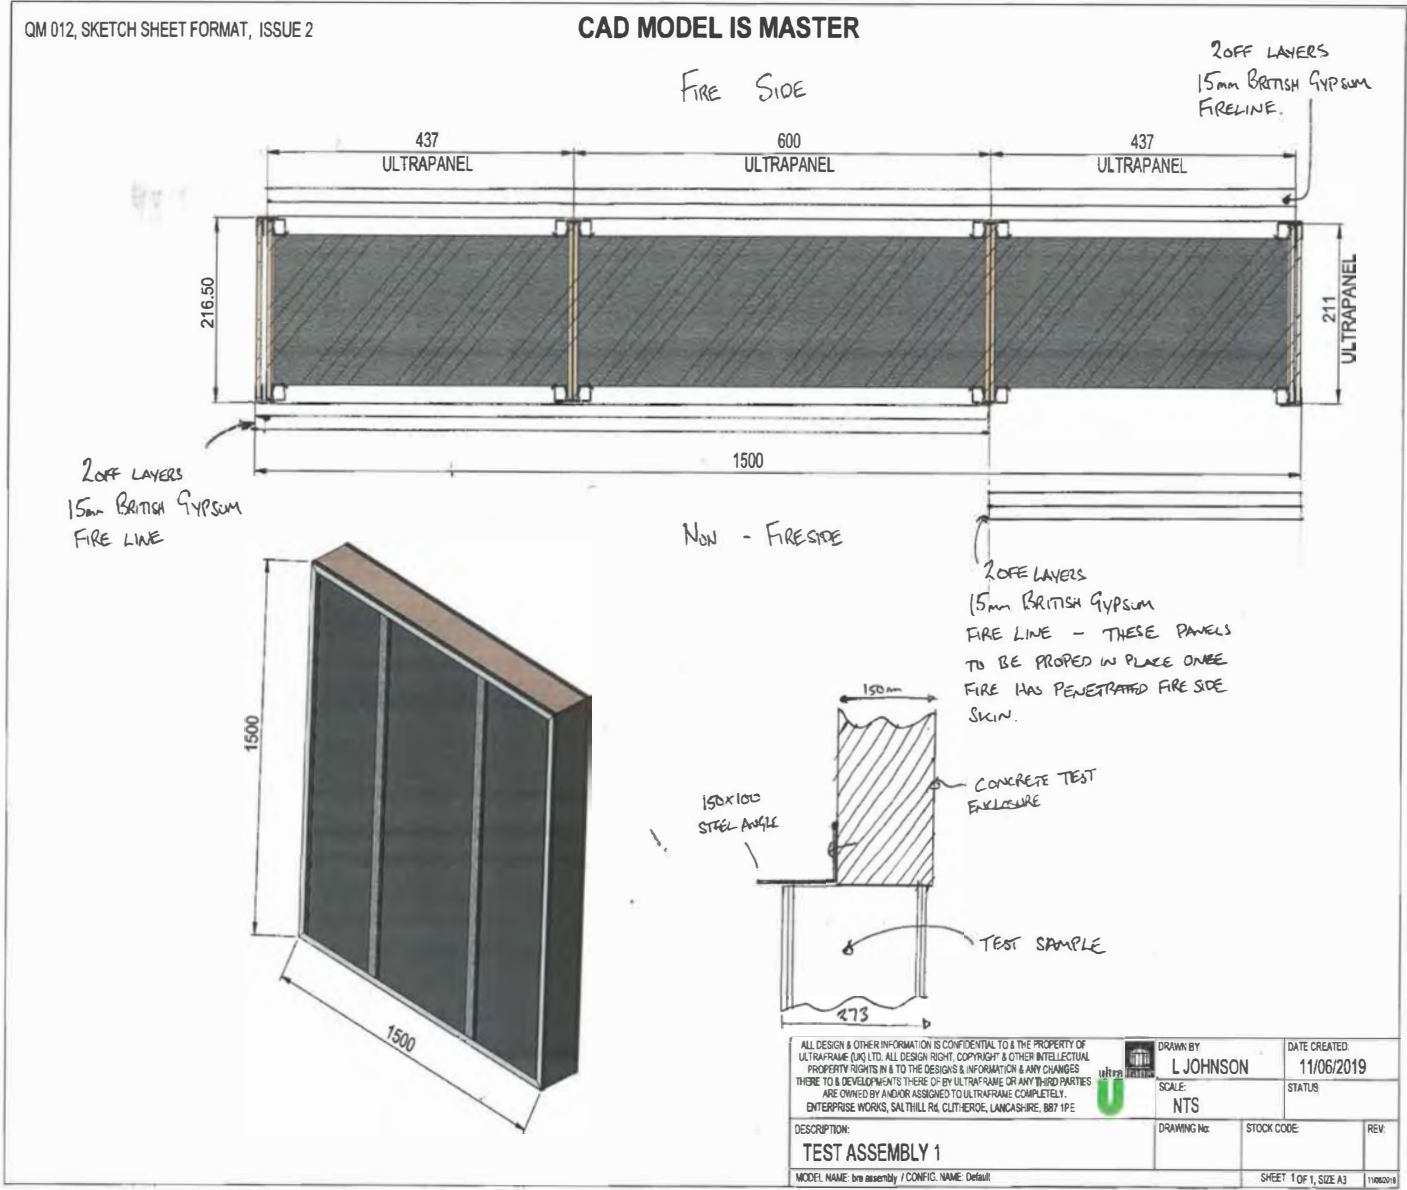 QM 012, SKETCH SHEET FORMAT, ISSUE 2
CAD MODEL IS MASTER
FIRE SIDE
2OFF LAYERS
15mm BRITISH GYPSUM
FIRELINE.
437
ULTRAPANEL
600
ULTRAPANEL
437
ULTRAPANEL
216.50
211
ULTRAPANEL
1500
2OFF LAYERS
15mm BRITISH GYPSUM
FIRE LINE
NON - FIRESIDE
2OFF LAYERS
15mm BRITISH GYPSUM
FIRE LINE - THESE PANELS
TO BE PROPED IN PLACE ONCE
FIRE HAS PENETRATED FIRE SIDE
SKIN.
1500
1500
150mm
150x100
STEEL ANGLE
CONCRETE TEST
ENCLOSURE
TEST SAMPLE
273
ALL DESIGN & OTHER INFORMATION IS CONFIDENTIAL TO & THE PROPERTY OF
ULTRAFRAME (UK) LTD. ALL DESIGN RIGHT, COPYRIGHT & OTHER INTELLECTUAL
PROPERTY RIGHTS IN & TO THE DESIGNS & INFORMATION & ANY CHANGES
THERE TO & DEVELOPMENTS THERE OF BY ULTRAFRAME OR ANY THIRD PARTIES
ARE OWNED BY AND/OR ASSIGNED TO ULTRAFRAME COMPLETELY.
ENTERPRISE WORKS, SALTHILL Rd, CLITHEROE, LANCASHIRE, BB7 1PE
ultra frame
DRAWN BY
L JOHNSON
DATE CREATED:
11/06/2019
SCALE:
NTS
STATUS
DESCRIPTION:
TEST ASSEMBLY 1
DRAWING No:
STOCK CODE:
REV:
MODEL NAME: bre assembly / CONFIG. NAME: Default
SHEET 1 OF 1, SIZE A3
11/06/2019